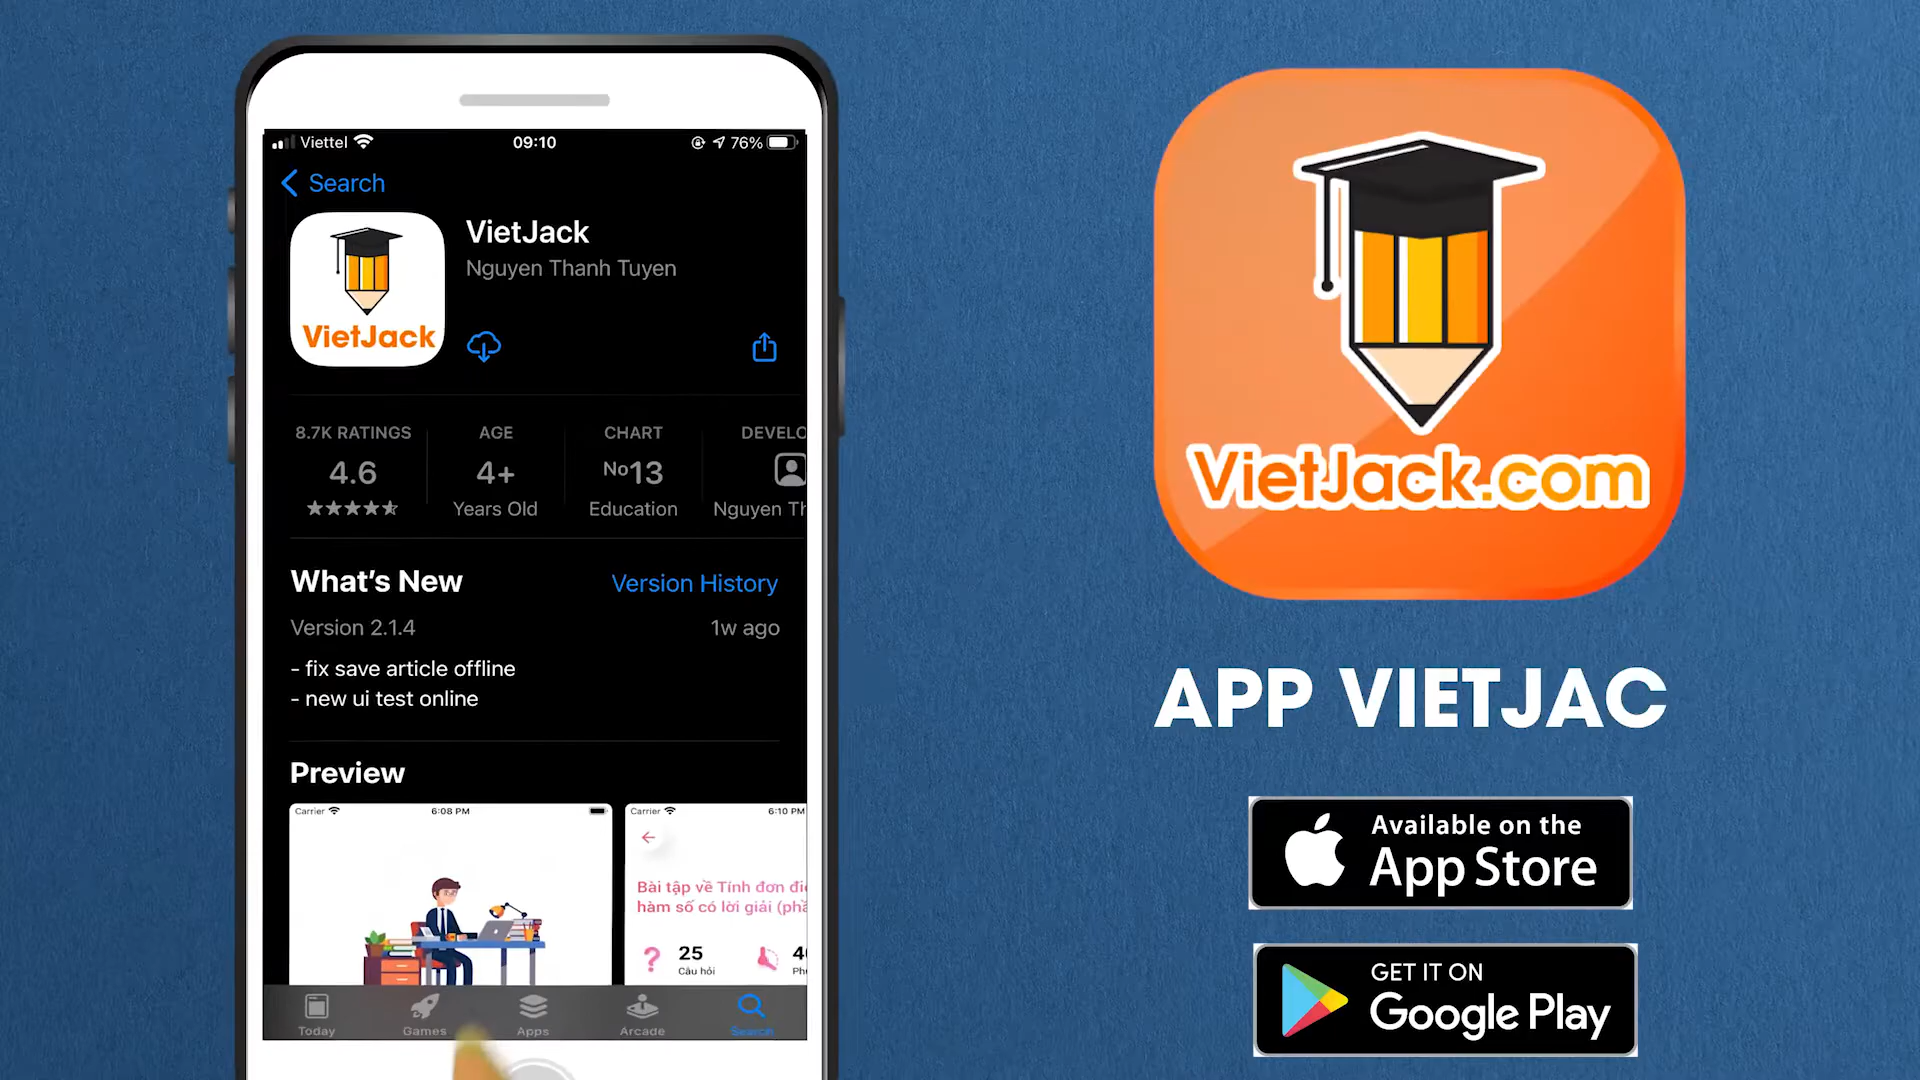 Viettel
09:10
76%
Search
VietJack
VietJack
Nguyen Thanh Tuyen
8.7K RATINGS
4.6
AGE
4+
Years Old
CHART
No13
Education
DEVELO
Nguyen Th
What's New
Version History
Version 2.1.4
1w ago
- fix save article offline
- new ui test online
Preview
Carrier
6:08 PM
Carrier
6:10 PM
Bài tập về Tính đơn đi
hàm số có lời giải (ph
25
Câu hỏi
Today
Games
Apps
Arcade
Search
VietJack.com
APP VIETJAC
Available on the
App Store
GET IT ON
Google Play